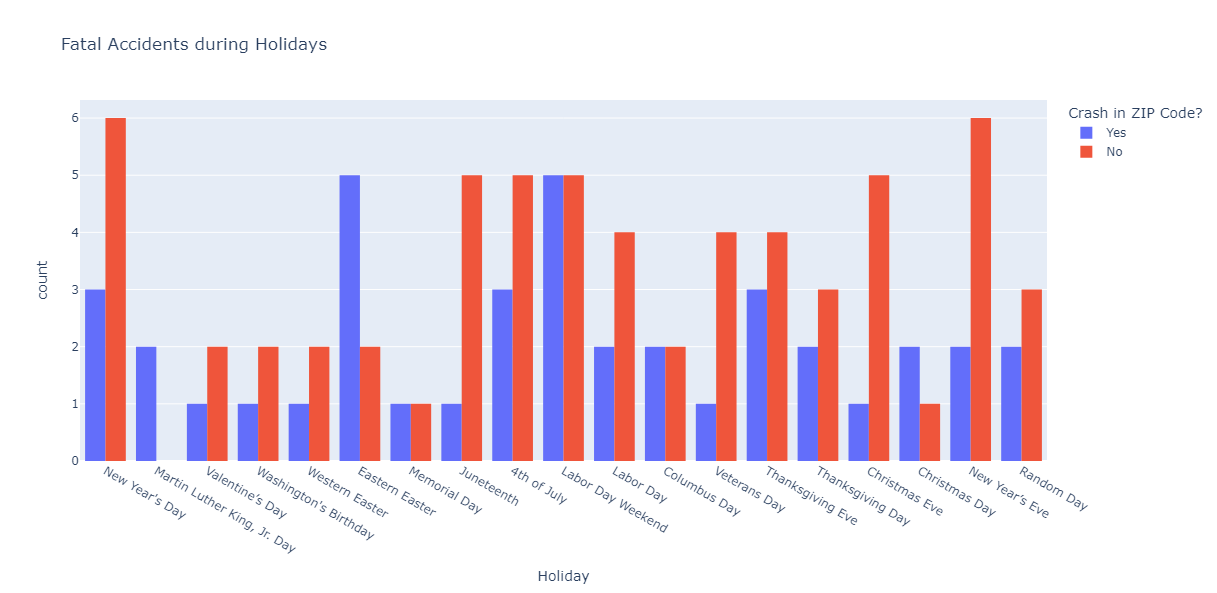 Fatal Accidents during Holidays
Crash in ZIP Code?
Yes
No
6
5
4
3
2
1
0
count
New Year’s Day
Martin Luther King, Jr. Day
Valentine’s Day
Washington’s Birthday
Western Easter
Eastern Easter
Memorial Day
Juneteenth
4th of July
Labor Day Weekend
Labor Day
Columbus Day
Veterans Day
Thanksgiving Eve
Thanksgiving Day
Christmas Eve
Christmas Day
New Year’s Eve
Random Day
Holiday